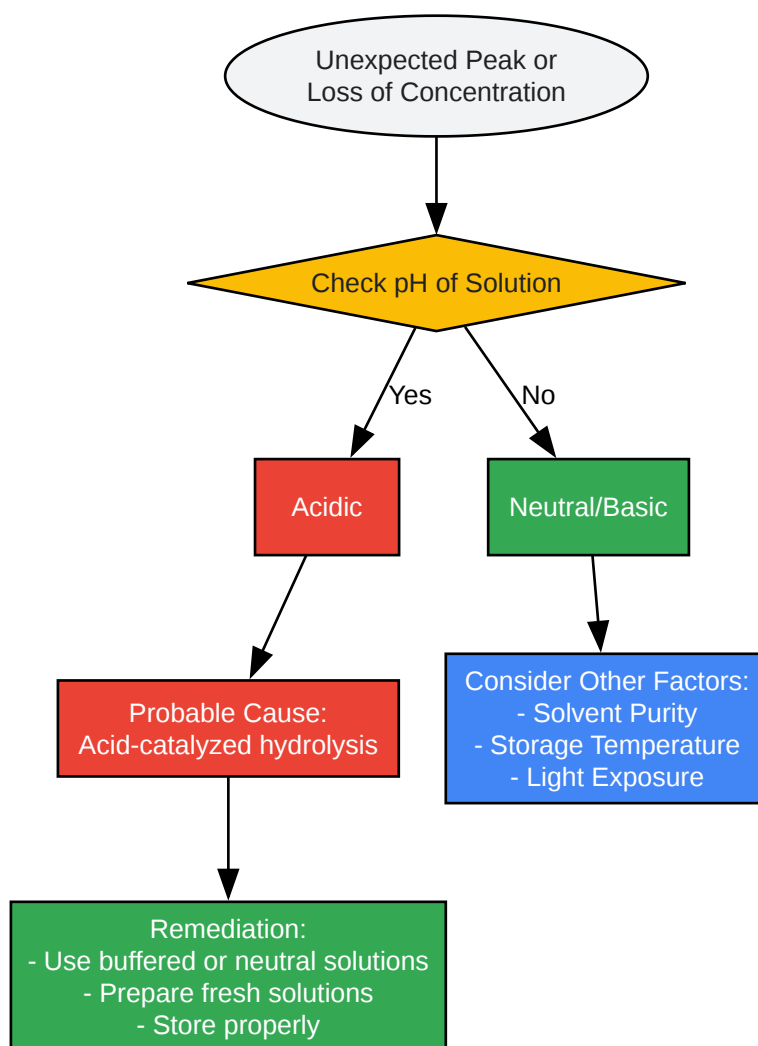 Unexpected Peak or
Loss of Concentration
Check pH of Solution
Yes
No
Acidic
Neutral/Basic
Probable Cause:
Acid-catalyzed hydrolysis
Consider Other Factors:
- Solvent Purity
- Storage Temperature
- Light Exposure
Remediation:
- Use buffered or neutral solutions
- Prepare fresh solutions
- Store properly